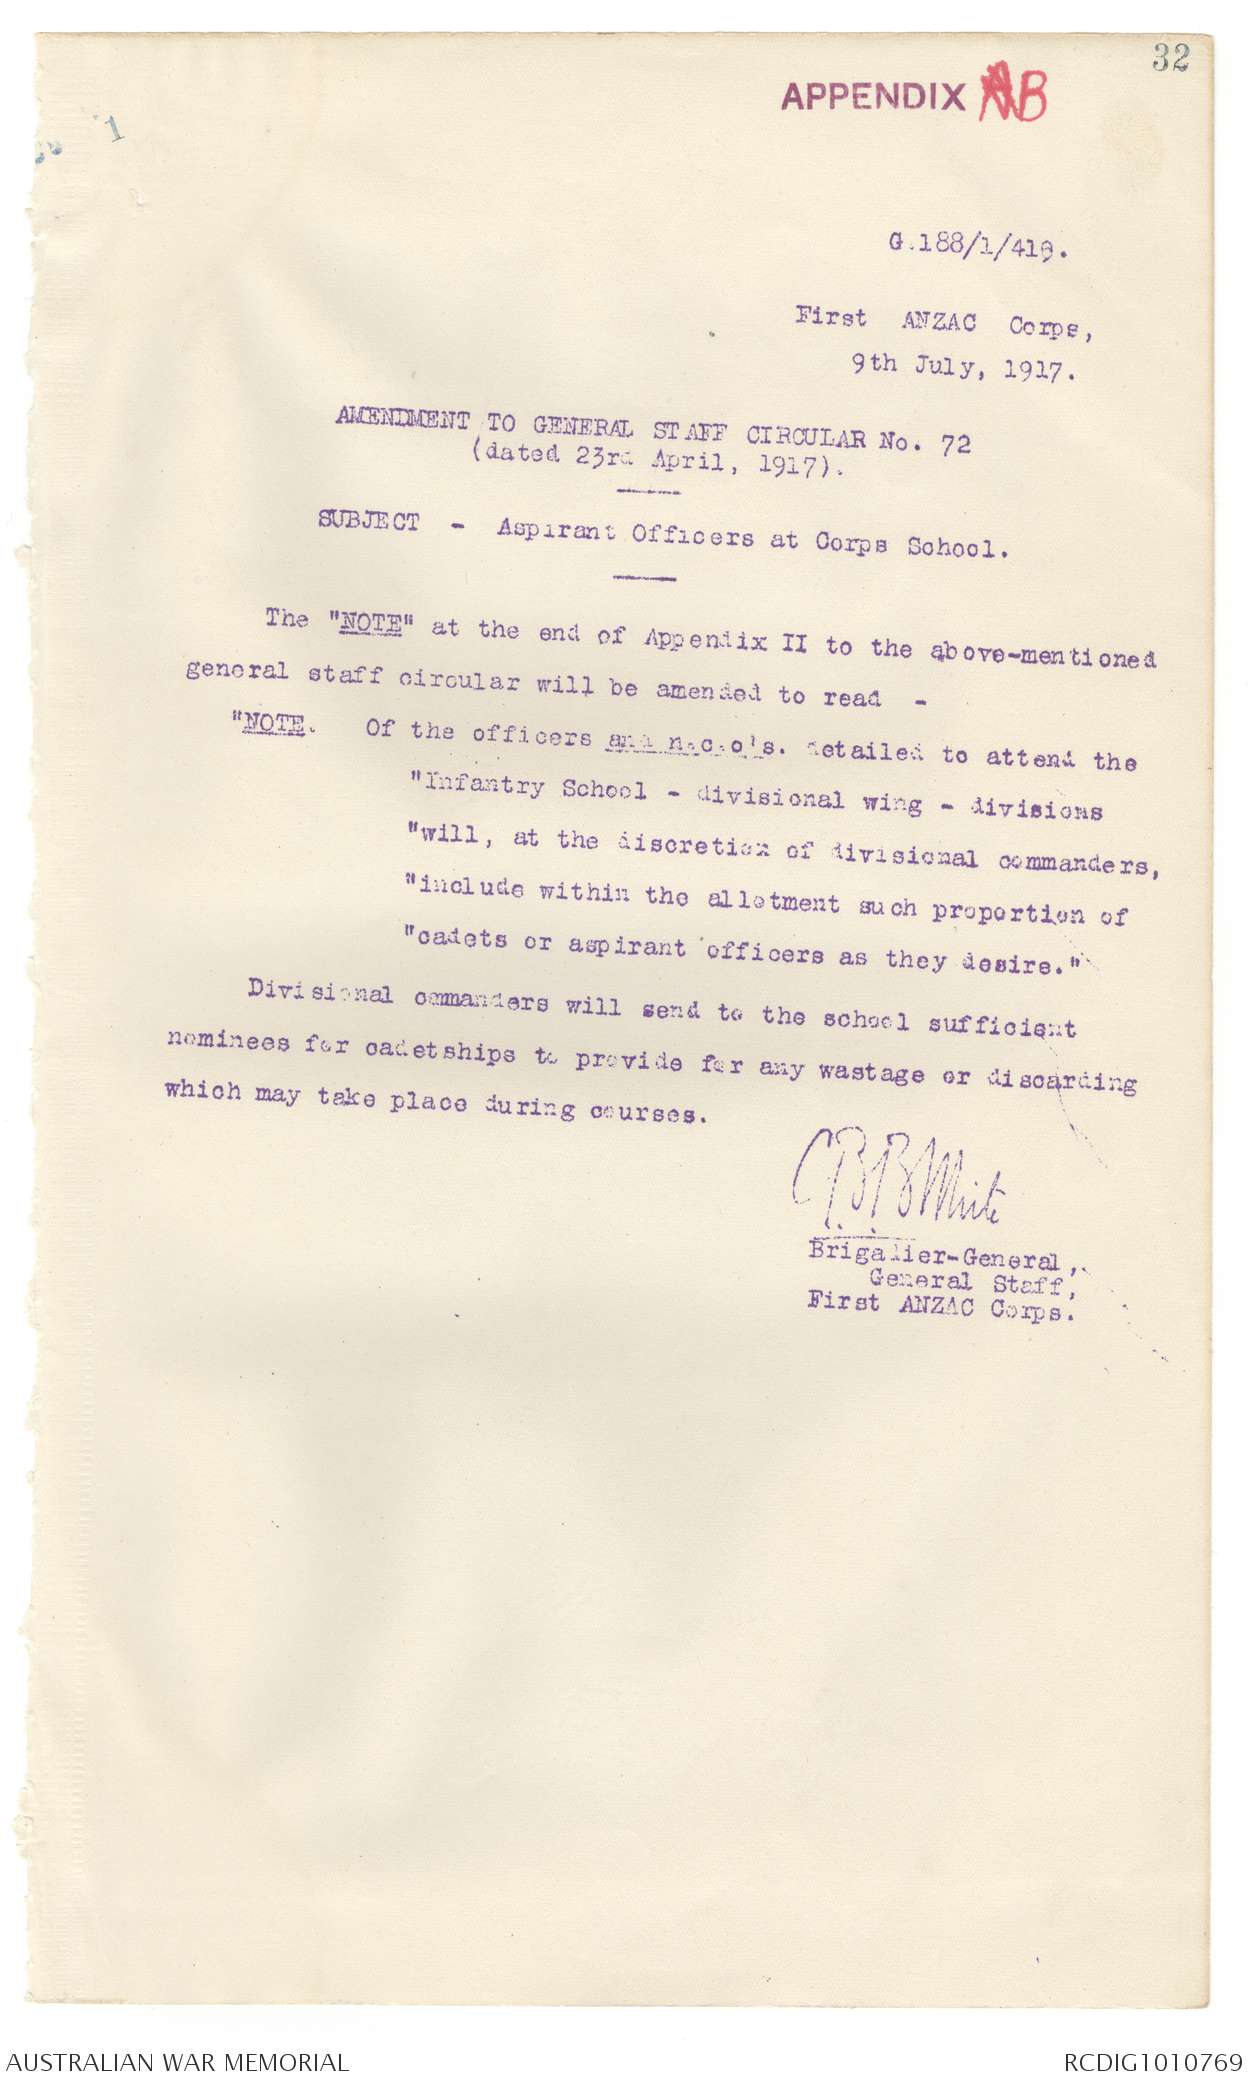 32
APPENDIX AB
1
G.188/1/419.
First ANZAC Corps,
9th July, 1917.
AMENDMENT TO GENERAL STAFF CIRCULAR No. 72
(dated 23rd April, 1917).
SUBJECT - Aspirant Officers at Corps School.
The "NOTE" at the end of Appendix II to the above-mentioned
general staff circular will be amended to read -
"NOTE. Of the officers and n.c.o's. detailed to attend the
"Infantry School - divisional wing - divisions
"will, at the discretion of divisional commanders,
"include within the allotment such proportion of
"cadets or aspirant officers as they desire."
Divisional commanders will send to the school sufficient
nominees for cadetships to provide for any wastage or discarding
which may take place during courses.
CBBWhite
Brigadier-General,
General Staff,
First ANZAC Corps.
AUSTRALIAN WAR MEMORIAL
RCDIG1010769